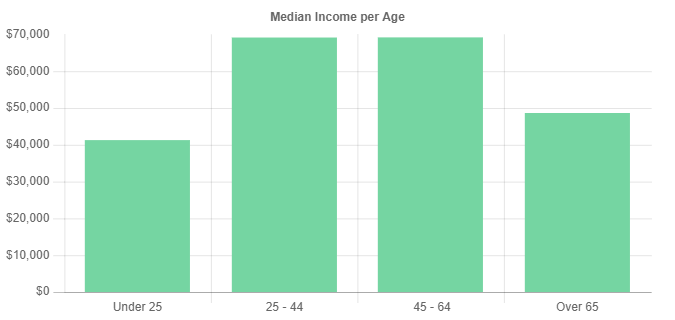 Median Income per Age
$70,000
$60,000
$50,000
$40,000
$30,000
$20,000
$10,000
$0
Under 25
25 - 44
45 - 64
Over 65